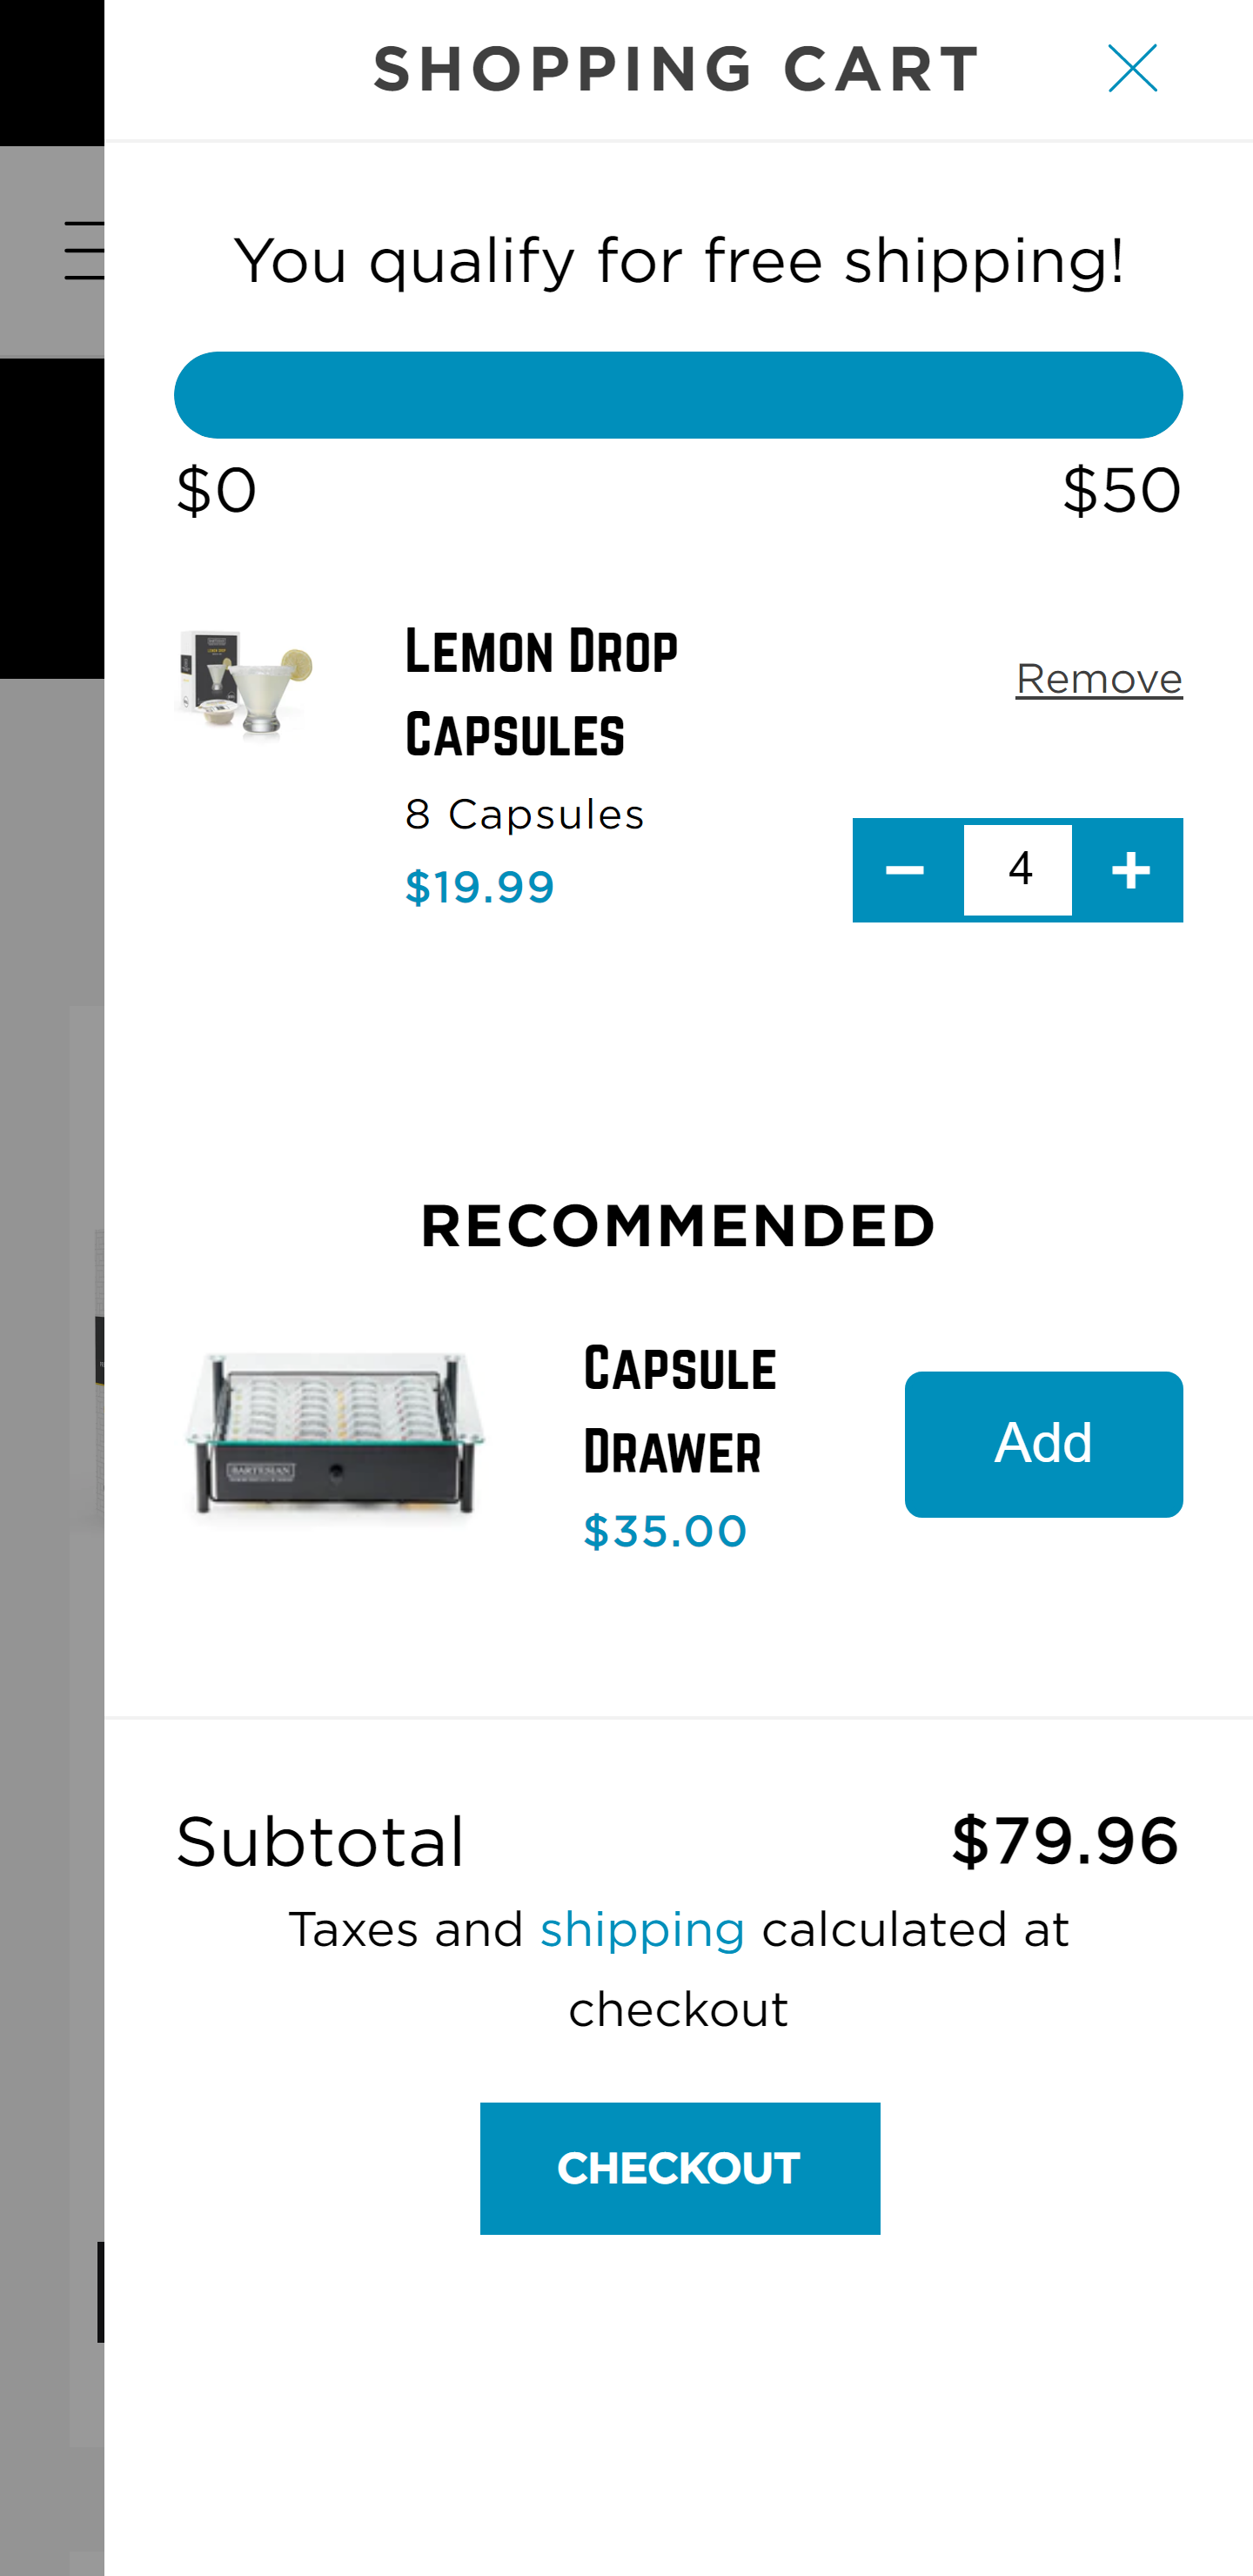 SHOPPING CART
You qualify for free shipping!
$0 $50
LEMON DROP
CAPSULES
Remove
8 Capsules
$19.99
4
RECOMMENDED
BARTESIAN
CAPSULE
DRAWER
Add
$35.00
Subtotal $79.96
Taxes and shipping calculated at
checkout
CHECKOUT